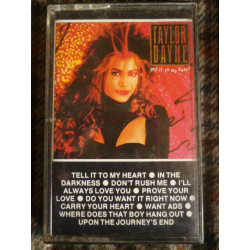 TAYLOR
DAYNE
tell it to my heart
TELL IT TO MY HEART • IN THE
DARKNESS • DON'T RUSH ME • I'LL
ALWAYS LOVE YOU • PROVE YOUR
LOVE • DO YOU WANT IT RIGHT NOW •
CARRY YOUR HEART • WANT ADS •
WHERE DOES THAT BOY HANG OUT •
UPON THE JOURNEY'S END